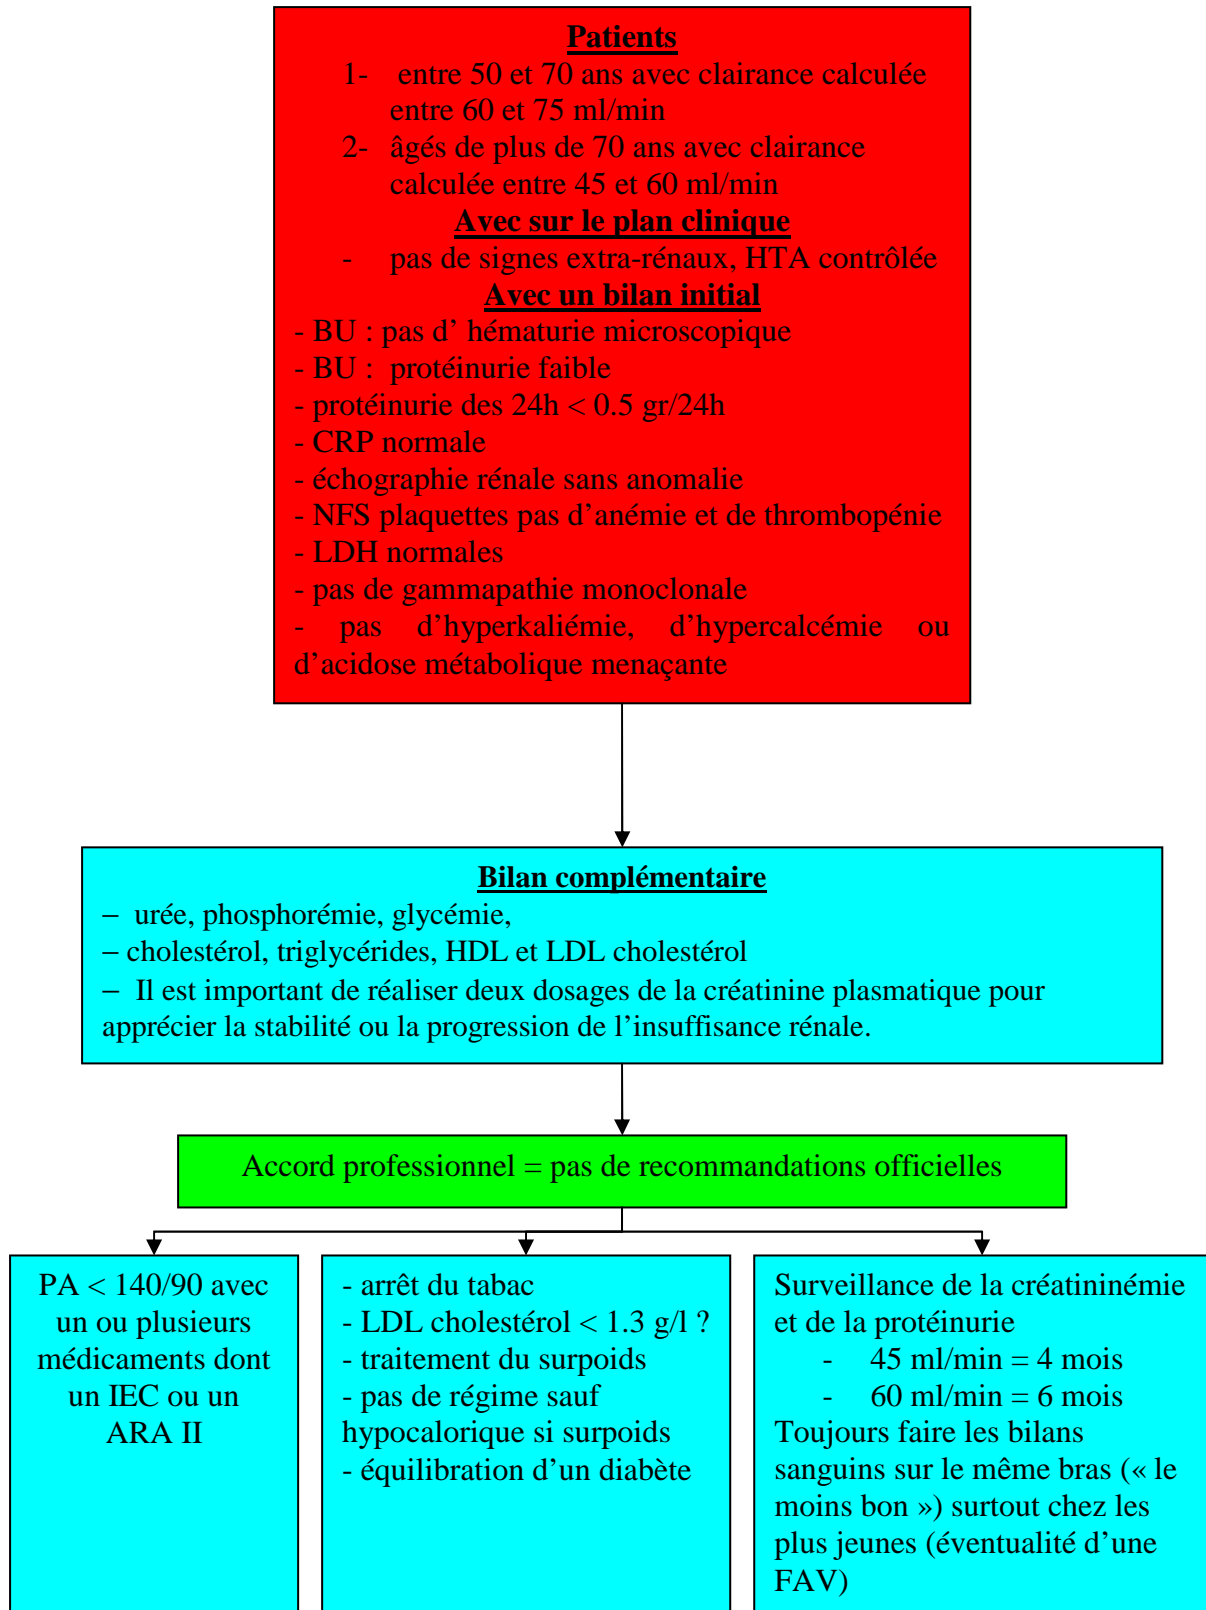 Patients
1- entre 50 et 70 ans avec clairance calculée
entre 60 et 75 ml/min
2- âgés de plus de 70 ans avec clairance
calculée entre 45 et 60 ml/min
Avec sur le plan clinique
- pas de signes extra-rénaux, HTA contrôlée
Avec un bilan initial
- BU : pas d’ hématurie microscopique
- BU : protéinurie faible
- protéinurie des 24h < 0.5 gr/24h
- CRP normale
- échographie rénale sans anomalie
- NFS plaquettes pas d’anémie et de thrombopénie
- LDH normales
- pas de gammapathie monoclonale
- pas d’hyperkaliémie, d’hypercalcémie ou
d’acidose métabolique menaçante
Bilan complémentaire
− urée, phosphorémie, glycémie,
− cholestérol, triglycérides, HDL et LDL cholestérol
− Il est important de réaliser deux dosages de la créatinine plasmatique pour
apprécier la stabilité ou la progression de l’insuffisance rénale.
Accord professionnel = pas de recommandations officielles
PA < 140/90 avec
un ou plusieurs
médicaments dont
un IEC ou un
ARA II
- arrêt du tabac
- LDL cholestérol < 1.3 g/l ?
- traitement du surpoids
- pas de régime sauf
hypocalorique si surpoids
- équilibration d’un diabète
Surveillance de la créatininémie
et de la protéinurie
- 45 ml/min = 4 mois
- 60 ml/min = 6 mois
Toujours faire les bilans
sanguins sur le même bras (« le
moins bon ») surtout chez les
plus jeunes (éventualité d’une
FAV)